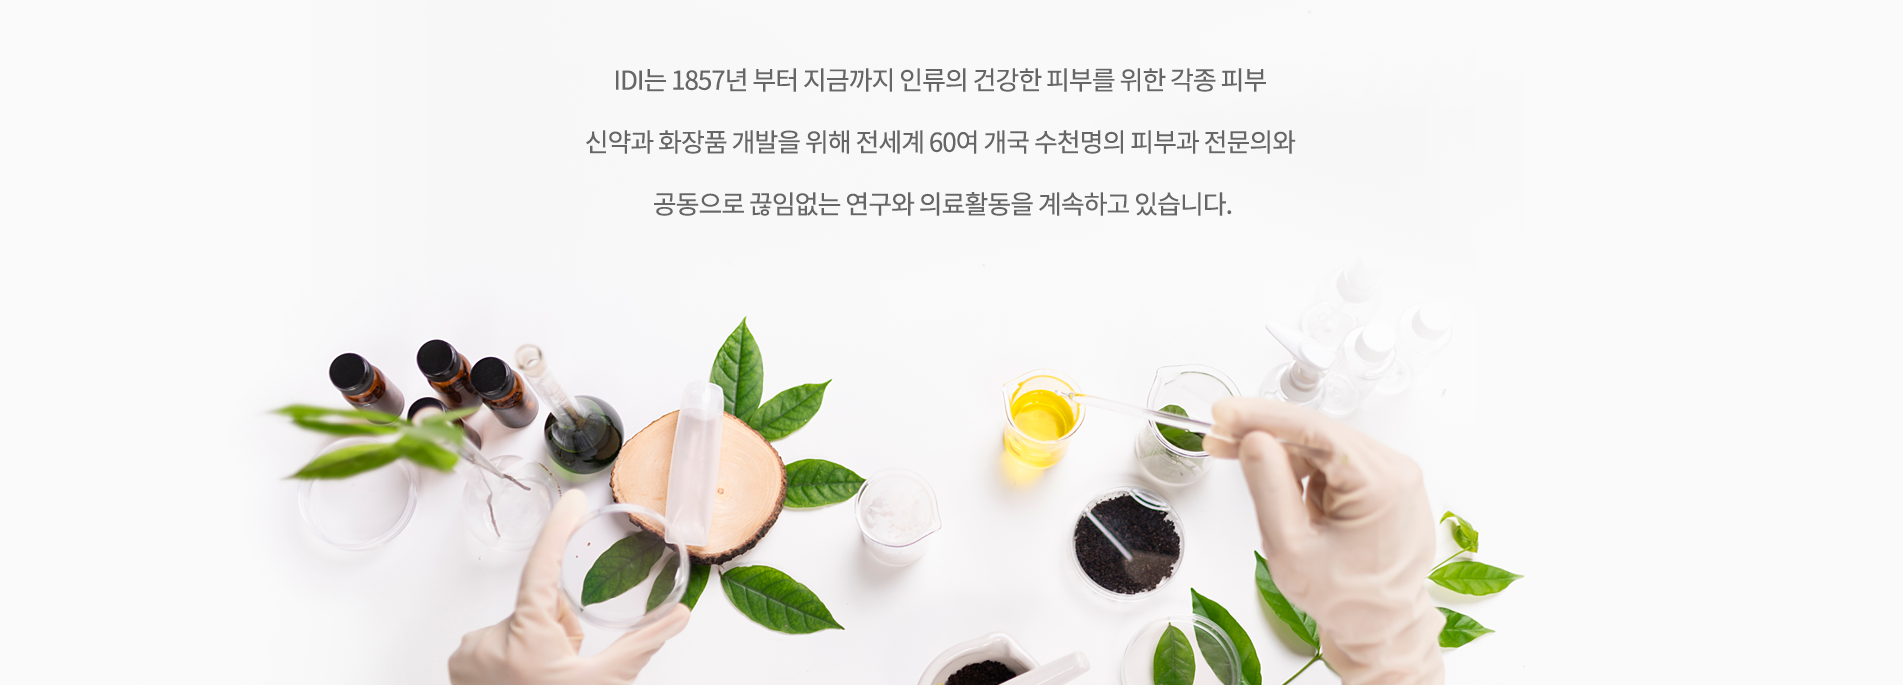 IDI는 1857년 부터 지금까지 인류의 건강한 피부를 위한 각종 피부
신약과 화장품 개발을 위해 전세계 60여 개국 수천명의 피부과 전문의와
공동으로 끊임없는 연구와 의료활동을 계속하고 있습니다.